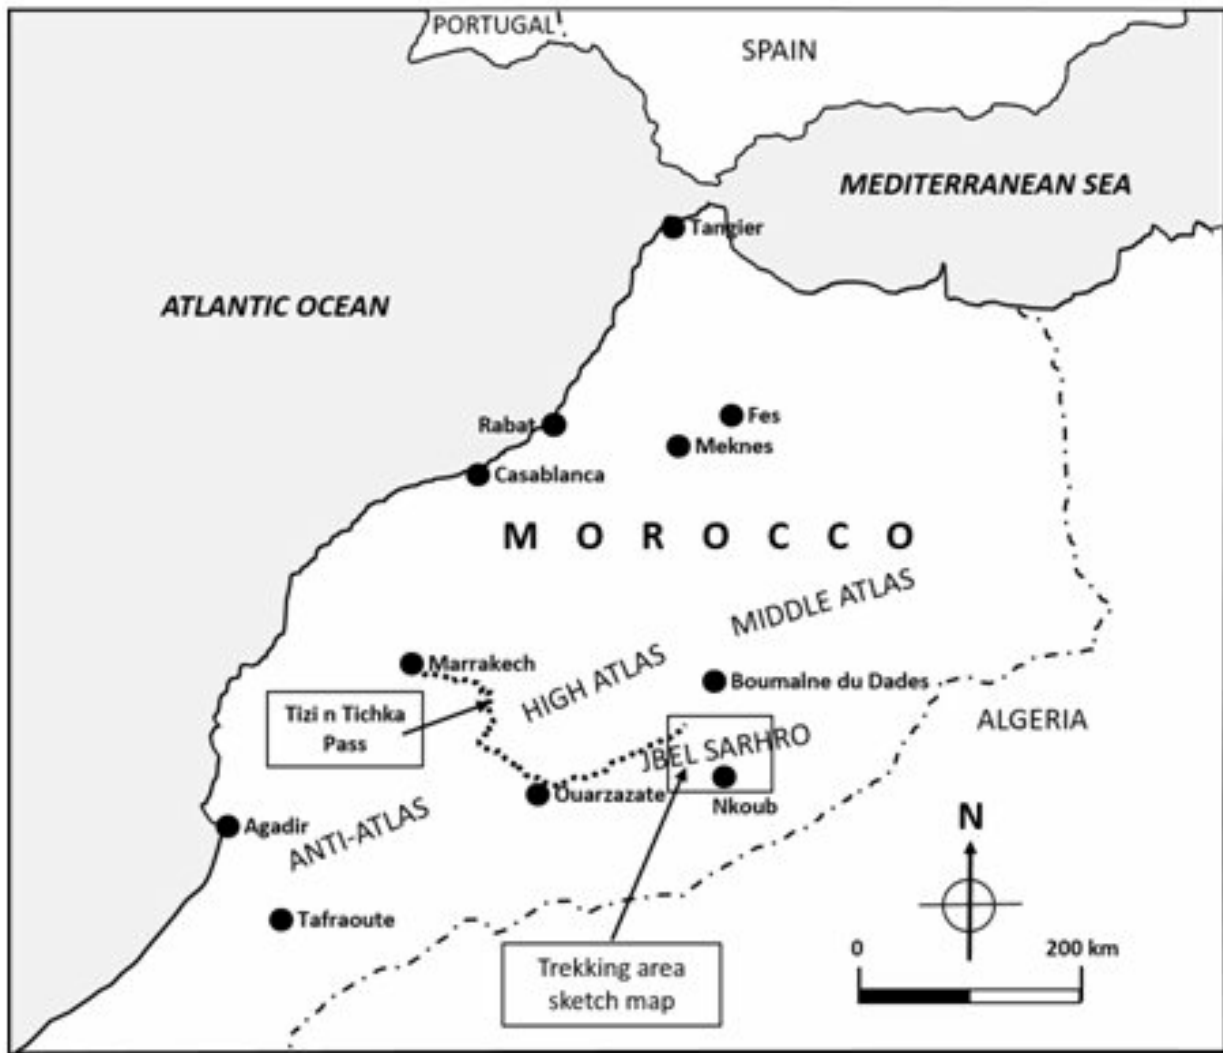 PORTUGAL
SPAIN
MEDITERRANEAN SEA
Tangier
ATLANTIC OCEAN
Fes
Rabat
Meknes
Casablanca
MOROCCO
MIDDLE ATLAS
Marrakech
HIGH ATLAS
Boumalne du Dades
Tizi n Tichka
Pass
ALGERIA
JBEL SARHRO
Ouarzazate
Nkoub
Agadir
ANTI-ATLAS
N
Tafraoute
0 200 km
Trekking area
sketch map